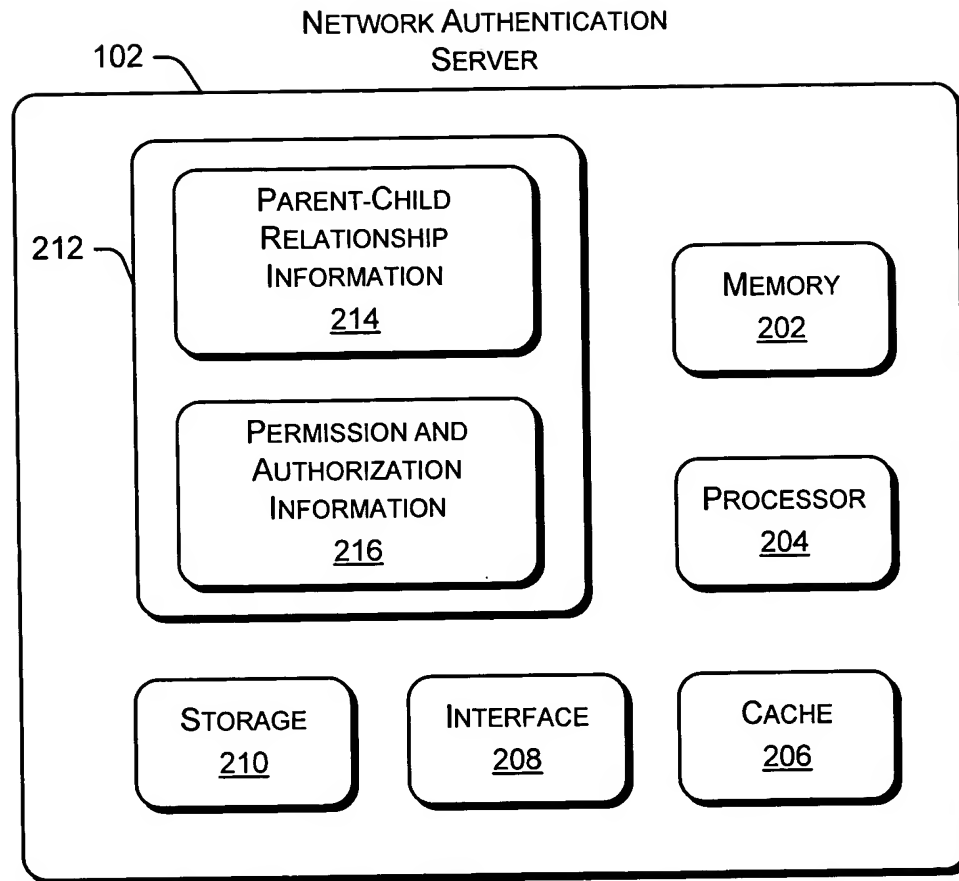 NETWORK AUTHENTICATION
SERVER
102
212
PARENT-CHILD
RELATIONSHIP
INFORMATION
214
PERMISSION AND
AUTHORIZATION
INFORMATION
216
MEMORY
202
PROCESSOR
204
STORAGE
210
INTERFACE
208
CACHE
206